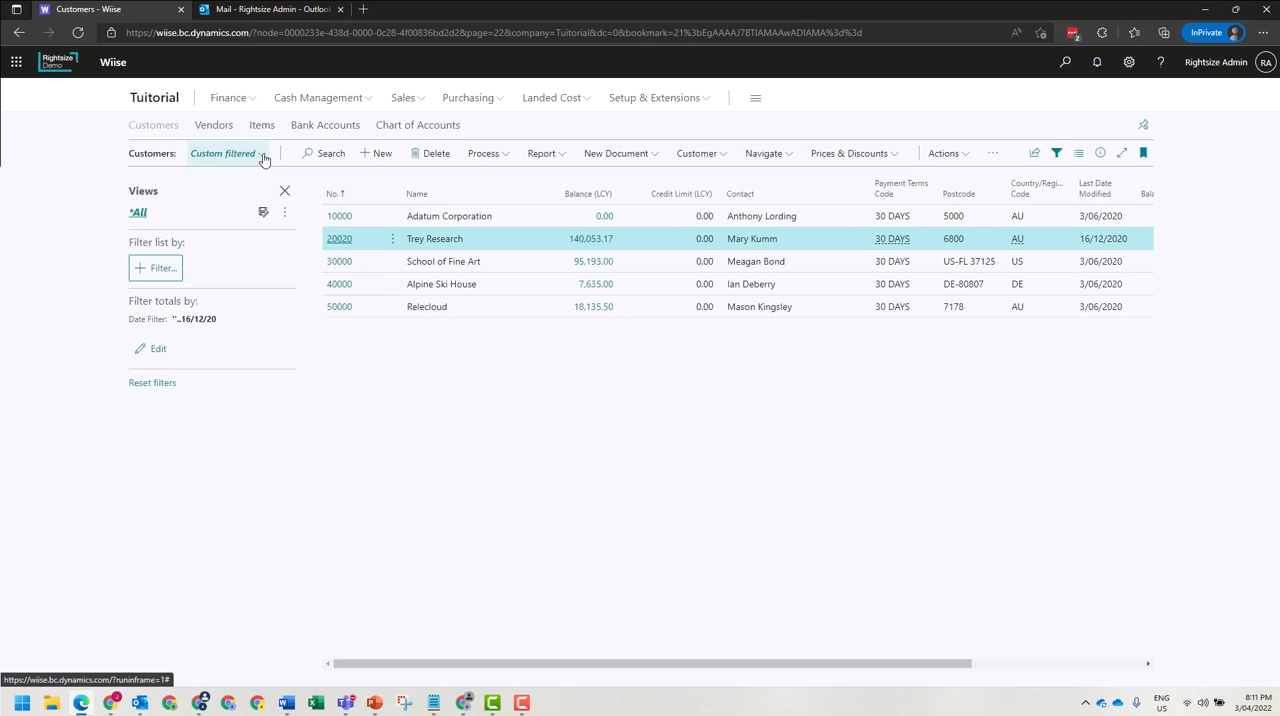 Customers - Wiise
Mail - Rightsize Admin - Outlook
https://wiise.bc.dynamics.com/?node=0000233e-438d-0000-0c28-4f00836bd2d2&page=22&company=Tuitorial&dc=0&bookmark=21%3bEgAAAAJ7BTIAMAAwADIAMA%3d%3d
InPrivate
Rightsize
Demo
Wiise
Rightsize Admin
RA
Tuitorial
Finance
Cash Management
Sales
Purchasing
Landed Cost
Setup & Extensions
Customers
Vendors
Items
Bank Accounts
Chart of Accounts
Customers:
Custom filtered
Search
New
Delete
Process
Report
New Document
Customer
Navigate
Prices & Discounts
Actions
Views
*All
Filter list by:
Filter...
Filter totals by:
Date Filter: ''..16/12/20
Edit
Reset filters
No. ↑ Name Balance (LCY) Credit Limit (LCY) Contact Payment Terms Code Postcode Country/Regi... Code Last Date Modified Bala
10000 Adatum Corporation 0.00 0.00 Anthony Lording 30 DAYS 5000 AU 3/06/2020
20020 Trey Research 140,053.17 0.00 Mary Kumm 30 DAYS 6800 AU 16/12/2020
30000 School of Fine Art 95,193.00 0.00 Meagan Bond 30 DAYS US-FL 37125 US 3/06/2020
40000 Alpine Ski House 7,635.00 0.00 Ian Deberry 30 DAYS DE-80807 DE 3/06/2020
50000 Relecloud 18,135.50 0.00 Mason Kingsley 30 DAYS 7178 AU 3/06/2020
https://wiise.bc.dynamics.com/?runinframe=1#
ENG
US
8:11 PM
3/04/2022